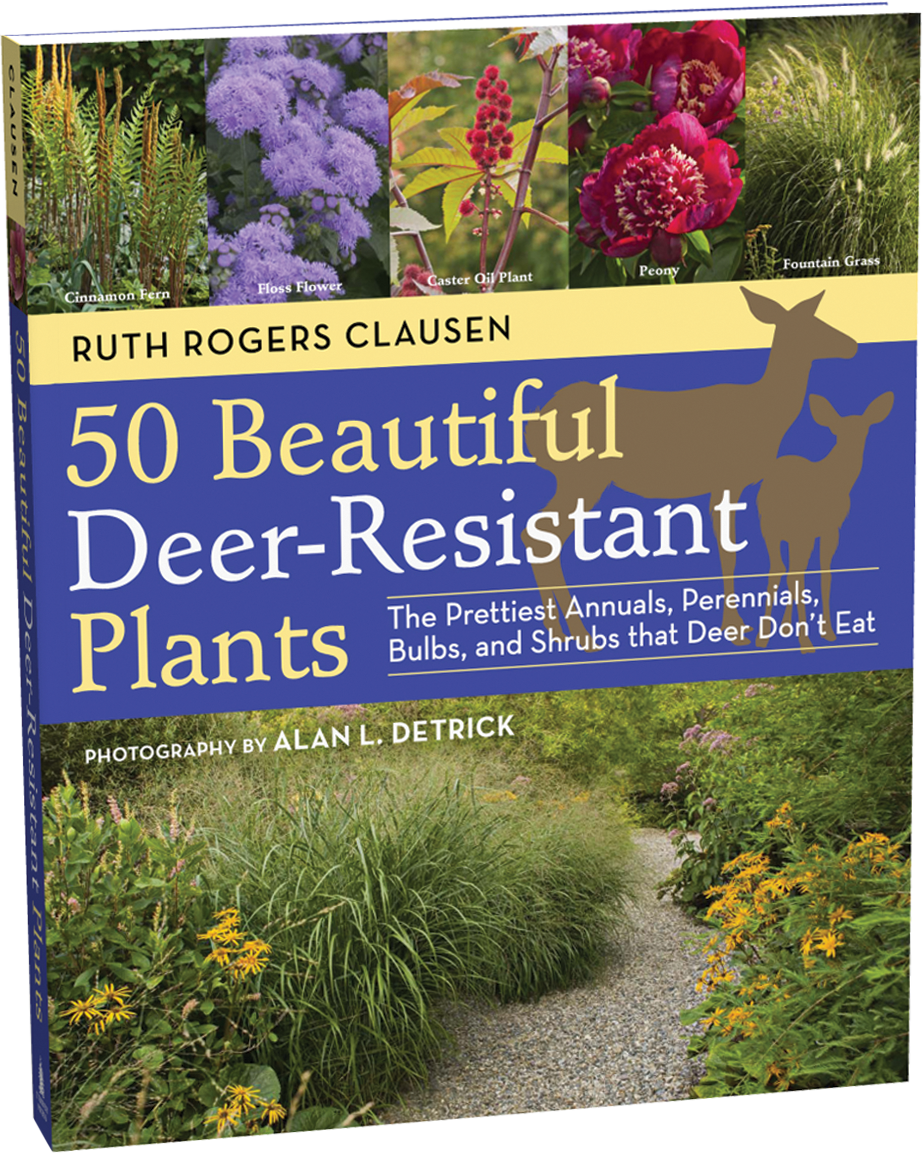 CLAUSEN
50 Beautiful Deer-Resistant Plants
Cinnamon Fern
Floss Flower
Caster Oil Plant
Peony
Fountain Grass
RUTH ROGERS CLAUSEN
50 Beautiful
Deer-Resistant
Plants
The Prettiest Annuals, Perennials,
Bulbs, and Shrubs that Deer Don't Eat
PHOTOGRAPHY BY ALAN L. DETRICK